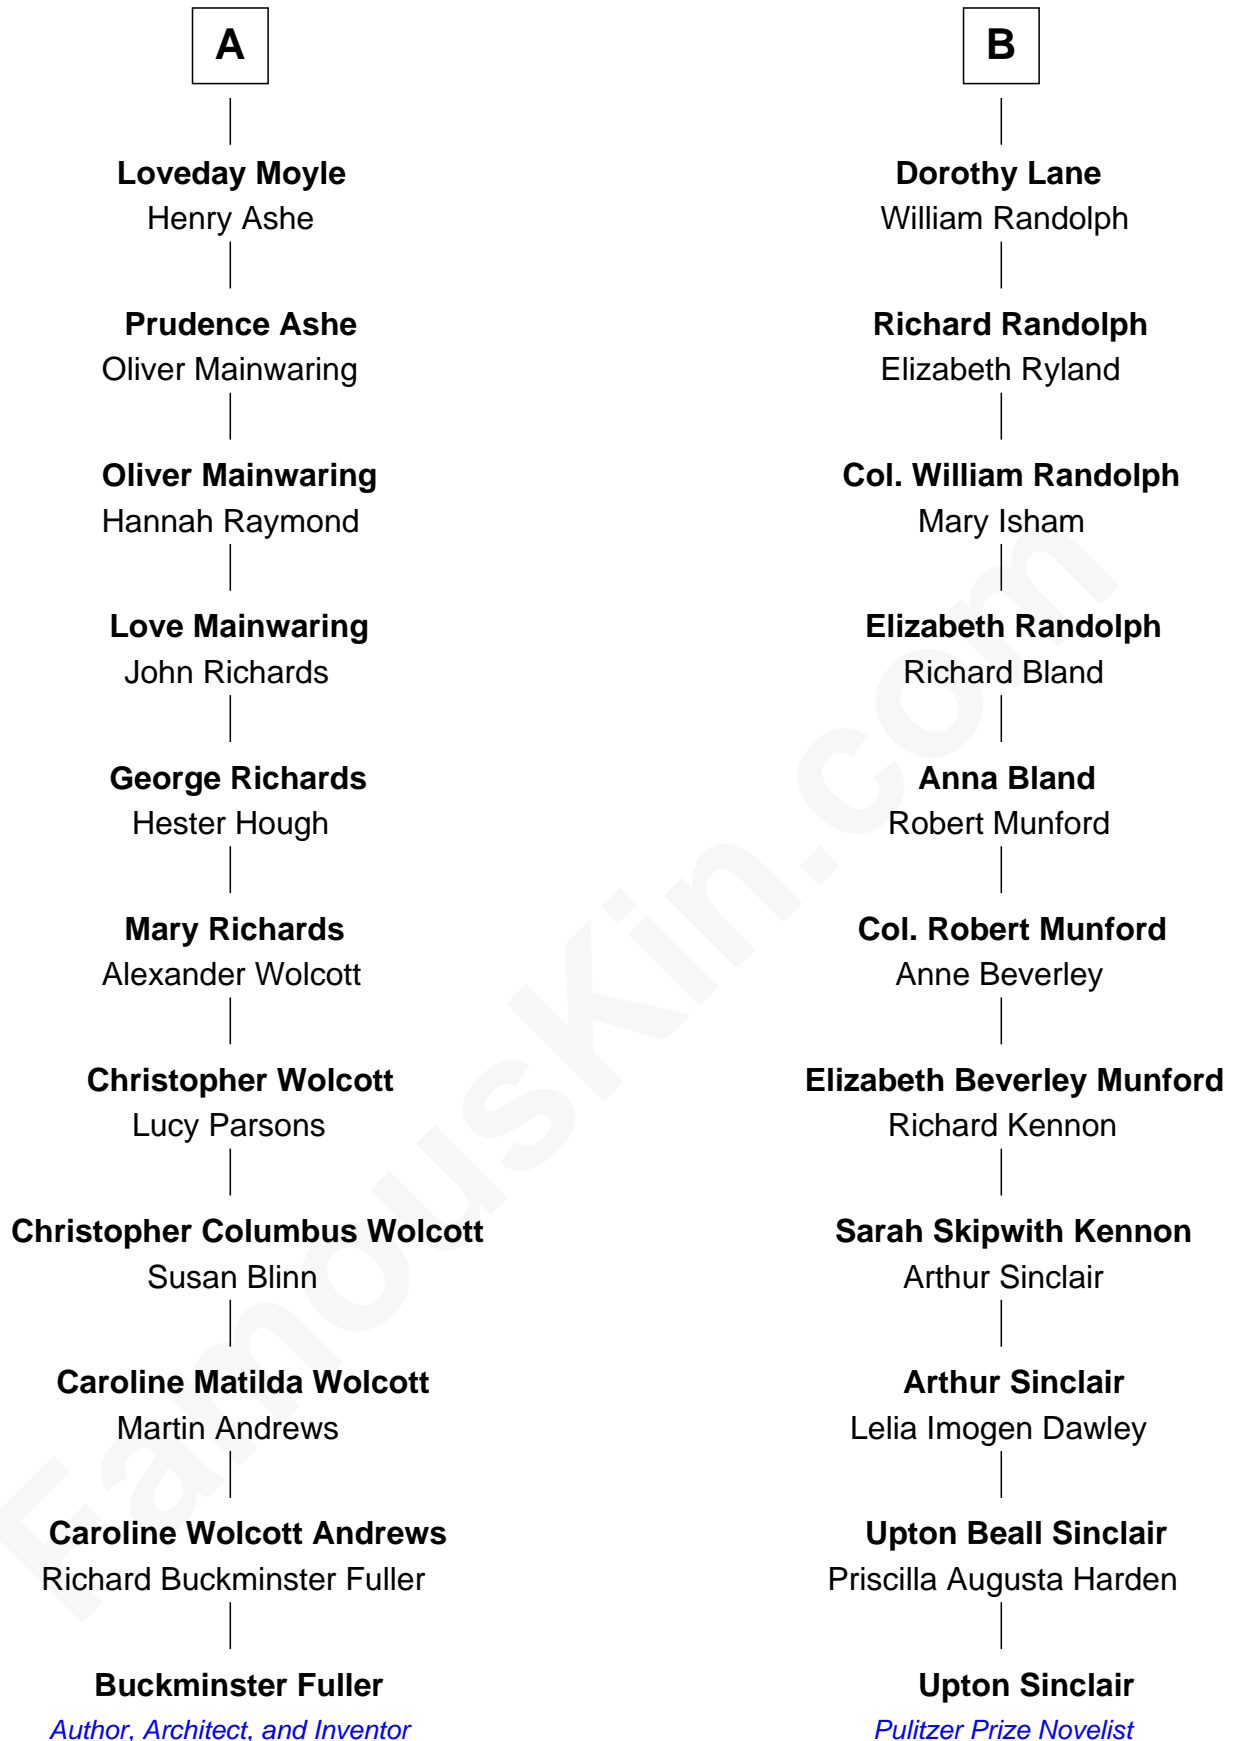 A
Loveday Moyle
Henry Ashe
Prudence Ashe
Oliver Mainwaring
Oliver Mainwaring
Hannah Raymond
Love Mainwaring
John Richards
George Richards
Hester Hough
Mary Richards
Alexander Wolcott
Christopher Wolcott
Lucy Parsons
Christopher Columbus Wolcott
Susan Blinn
Caroline Matilda Wolcott
Martin Andrews
Caroline Wolcott Andrews
Richard Buckminster Fuller
Buckminster Fuller
Author, Architect, and Inventor
B
Dorothy Lane
William Randolph
Richard Randolph
Elizabeth Ryland
Col. William Randolph
Mary Isham
Elizabeth Randolph
Richard Bland
Anna Bland
Robert Munford
Col. Robert Munford
Anne Beverley
Elizabeth Beverley Munford
Richard Kennon
Sarah Skipwith Kennon
Arthur Sinclair
Arthur Sinclair
Lelia Imogen Dawley
Upton Beall Sinclair
Priscilla Augusta Harden
Upton Sinclair
Pulitzer Prize Novelist
FamousKin.com